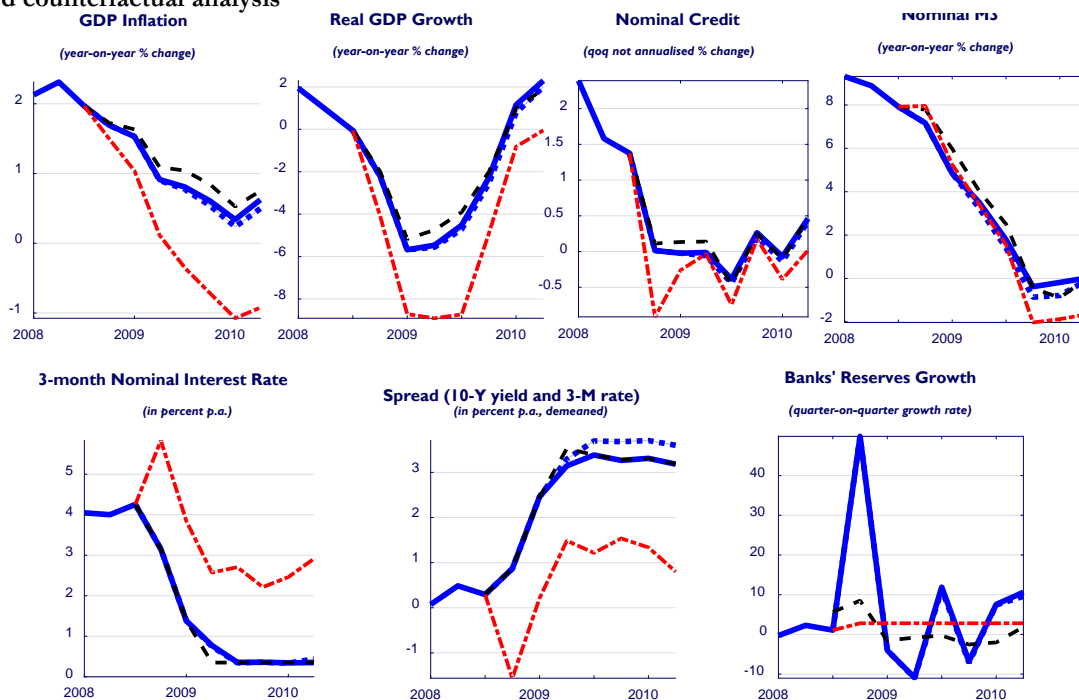 d counterfactual analysis
GDP Inflation
(year-on-year % change)
2
1
0
-1
2008 2009 2010
Real GDP Growth
(year-on-year % change)
2
0
-2
-4
-6
-8
2008 2009 2010
Nominal Credit
(qoq not annualised % change)
2
1.5
1
0.5
0
-0.5
2008 2009 2010
Nominal M3
(year-on-year % change)
8
6
4
2
0
-2
2008 2009 2010
3-month Nominal Interest Rate
(in percent p.a.)
5
4
3
2
1
0
2008 2009 2010
Spread (10-Y yield and 3-M rate)
(in percent p.a., demeaned)
3
2
1
0
-1
2008 2009 2010
Banks' Reserves Growth
(quarter-on-quarter growth rate)
40
30
20
10
0
-10
2008 2009 2010